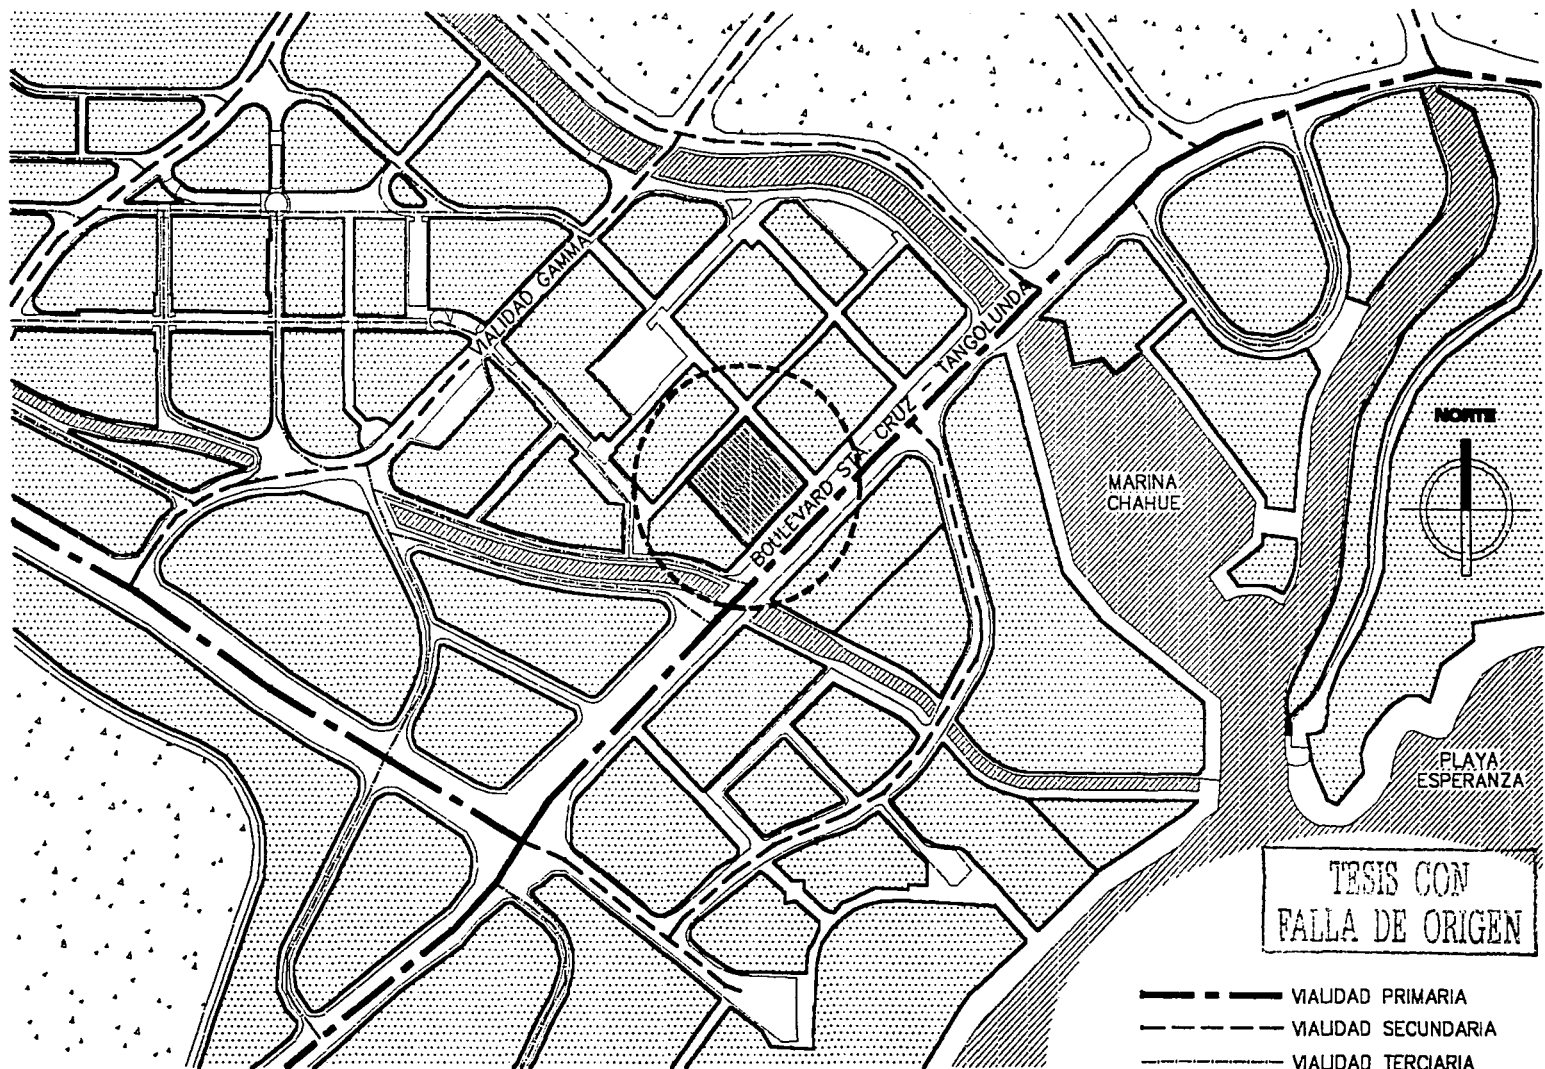 VIALIDAD GAMMA
BOULEVARD STA. CRUZ - TANGOLUNDA
NORTE
MARINA
CHAHUE
PLAYA
ESPERANZA
TESIS CON
FALLA DE ORIGEN
VIALIDAD PRIMARIA
VIALIDAD SECUNDARIA
VIALIDAD TERCIARIA